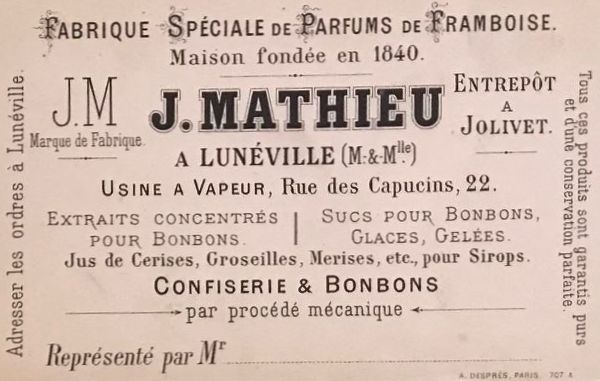 FABRIQUE SPÉCIALE DE PARFUMS DE FRAMBOISE.
Maison fondée en 1840.
J.M
Marque de Fabrique.
J. MATHIEU
ENTREPÔT
A
JOLIVET.
A LUNÉVILLE (M.-&-Mlle.)
USINE A VAPEUR, Rue des Capucins, 22.
EXTRAITS CONCENTRÉS
POUR BONBONS.
SUCS POUR BONBONS,
GLACES, GELÉES.
Jus de Cerises, Groseilles, Merises, etc., pour Sirops.
CONFISERIE & BONBONS
par procédé mécanique
Représenté par Mr
A. DESPRÉS, PARIS. 707 A
Adresser les ordres à Lunéville.
Tous ces produits sont garantis purs
et d'une conservation parfaite.